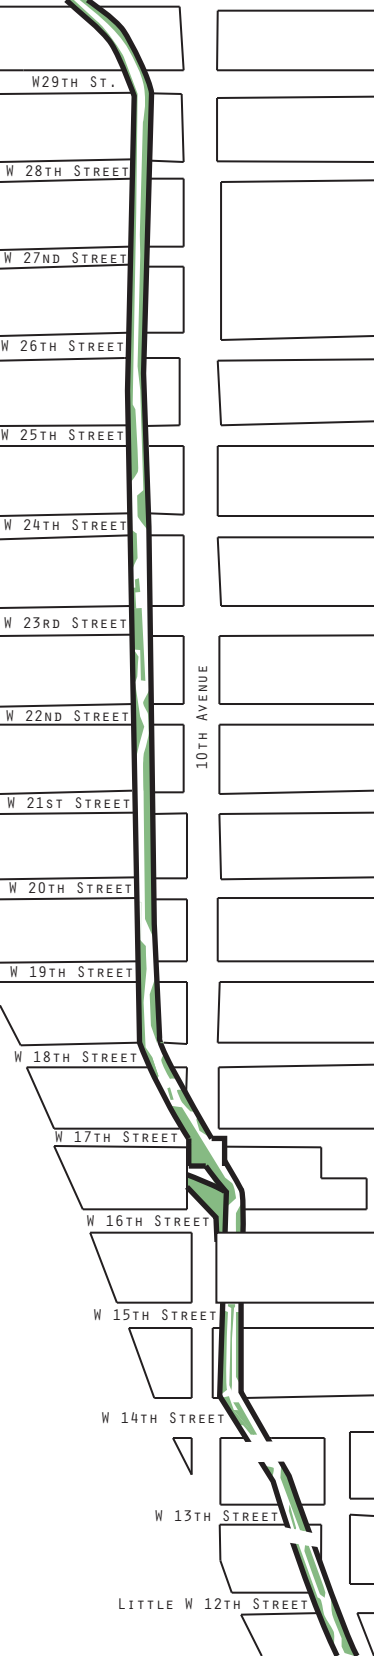 W29TH ST.
W 28TH STREET
W 27ND STREET
W 26TH STREET
W 25TH STREET
W 24TH STREET
W 23RD STREET
10TH AVENUE
W 22ND STREET
W 21ST STREET
W 20TH STREET
W 19TH STREET
W 18TH STREET
W 17TH STREET
W 16TH STREET
W 15TH STREET
W 14TH STREET
W 13TH STREET
LITTLE W 12TH STREET